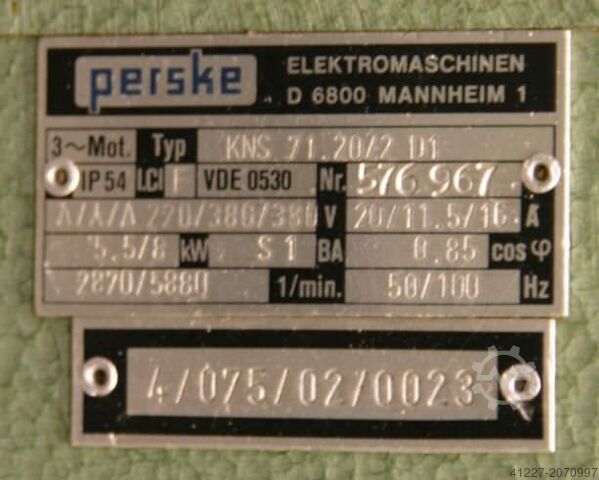 perske
ELEKTROMASCHINEN
D 6800 MANNHEIM 1
3~Mot. Typ KNS 71.20/2 D1
IP 54 I.Cl F VDE 0530 Nr. 576 967
220/380/380 V 20/11.5/16 A
5.5/8 kW S 1 BA 0.85 cos φ
2870/5880 1/min. 50/100 Hz
4/075/02/0023
41227-2070997